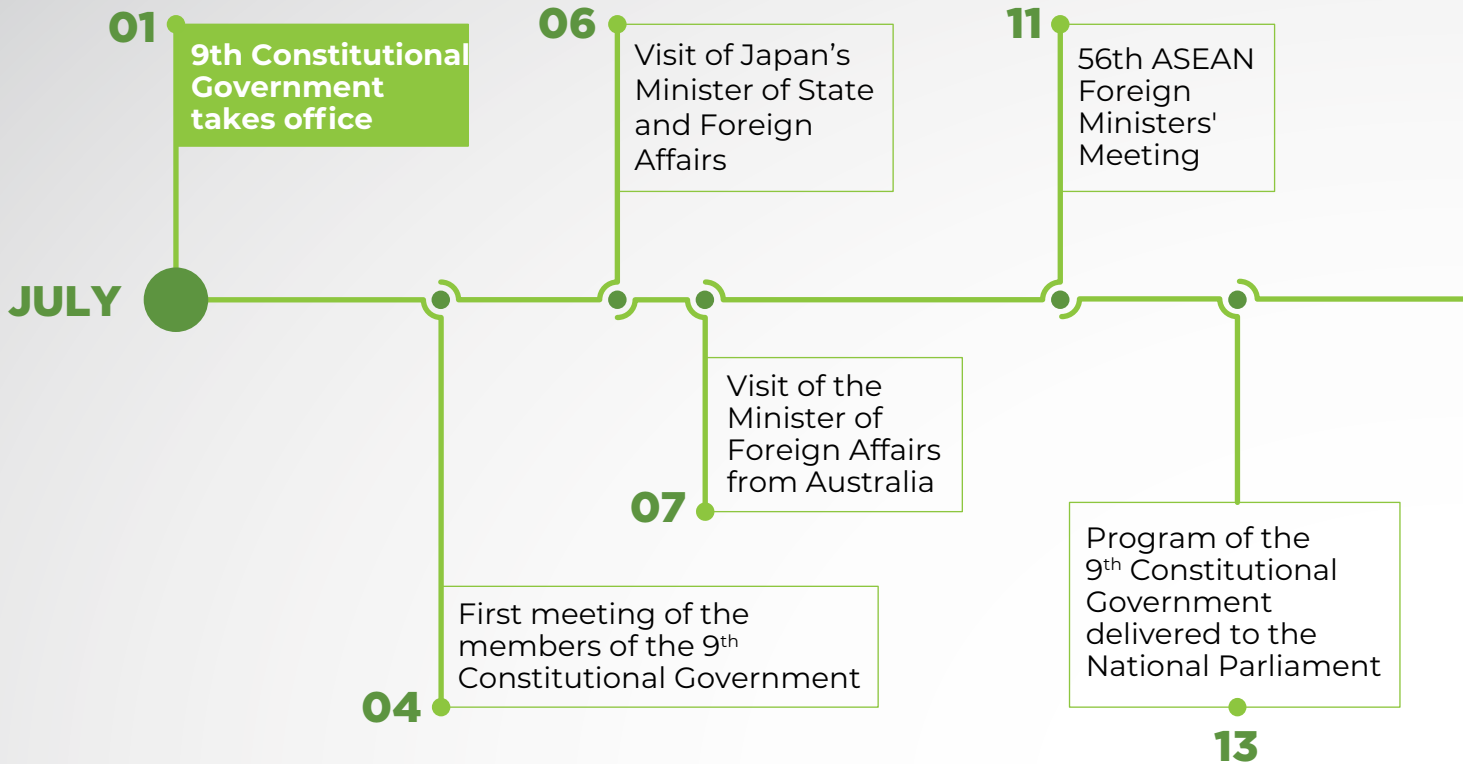 01
9th Constitutional
Government
takes office
06
Visit of Japan’s
Minister of State
and Foreign
Affairs
11
56th ASEAN
Foreign
Ministers'
Meeting
JULY
Visit of the
Minister of
Foreign Affairs
from Australia
07
First meeting of the
members of the 9th
Constitutional Government
04
Program of the
9th Constitutional
Government
delivered to the
National Parliament
13